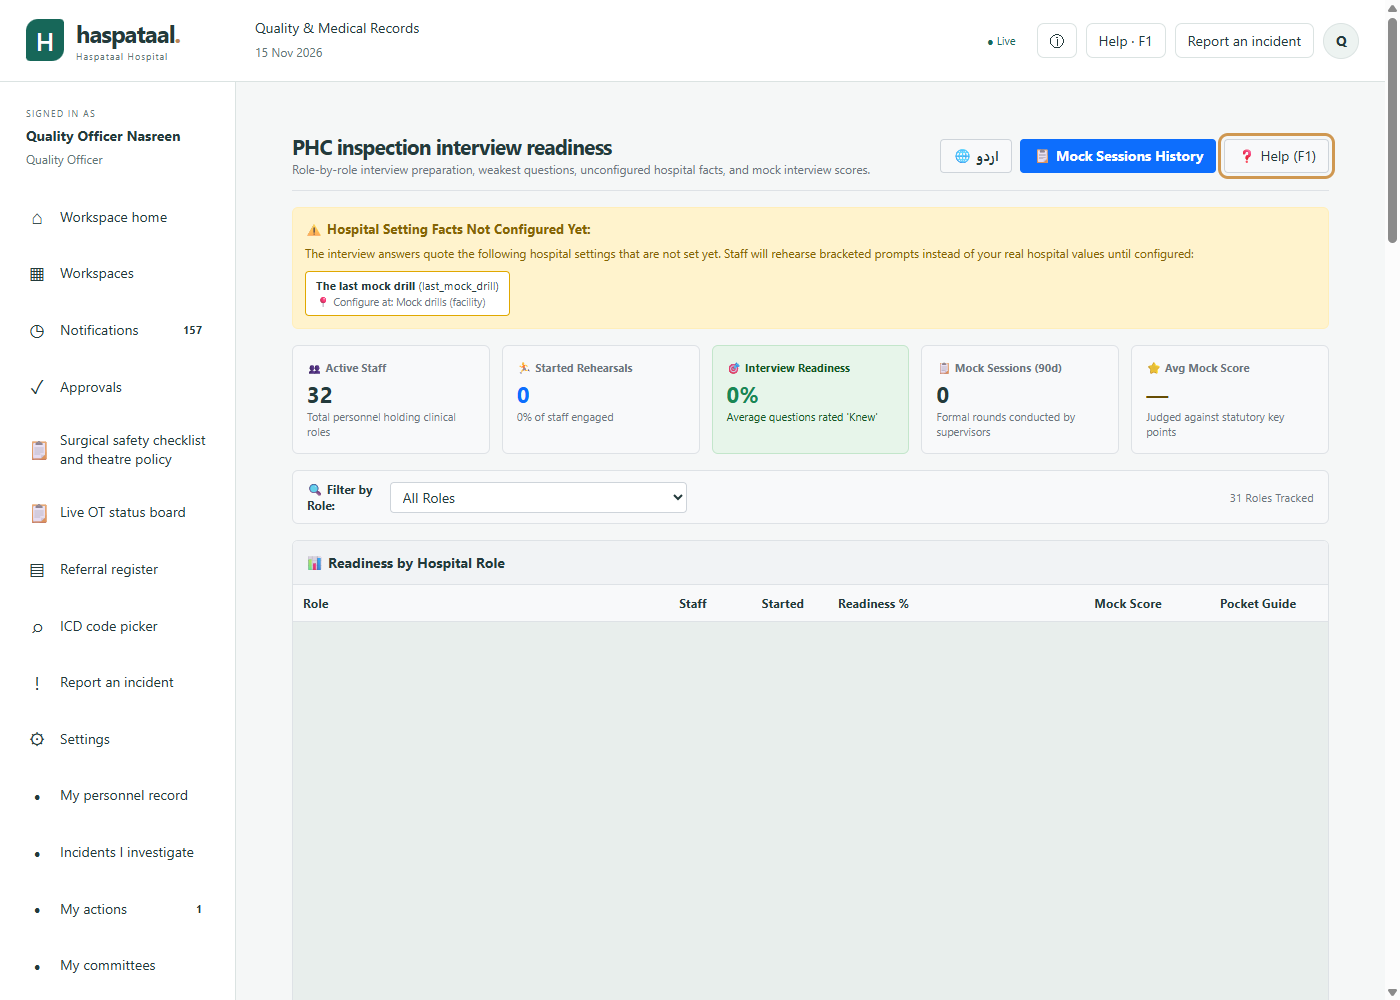 H
haspataal.
Haspataal Hospital
Quality & Medical Records
15 Nov 2026
Live
Help · F1
Report an incident
Q
SIGNED IN AS
Quality Officer Nasreen
Quality Officer
Workspace home
Workspaces
Notifications 157
Approvals
Surgical safety checklist
and theatre policy
Live OT status board
Referral register
ICD code picker
Report an incident
Settings
My personnel record
Incidents I investigate
My actions 1
My committees
PHC inspection interview readiness
Role-by-role interview preparation, weakest questions, unconfigured hospital facts, and mock interview scores.
اردو
Mock Sessions History
Help (F1)
Hospital Setting Facts Not Configured Yet:
The interview answers quote the following hospital settings that are not set yet. Staff will rehearse bracketed prompts instead of your real hospital values until configured:
The last mock drill (last_mock_drill)
Configure at: Mock drills (facility)
Active Staff
32
Total personnel holding clinical
roles
Started Rehearsals
0
0% of staff engaged
Interview Readiness
0%
Average questions rated 'Knew'
Mock Sessions (90d)
0
Formal rounds conducted by
supervisors
Avg Mock Score
—
Judged against statutory key
points
Filter by
Role:
All Roles
31 Roles Tracked
Readiness by Hospital Role
Role Staff Started Readiness % Mock Score Pocket Guide